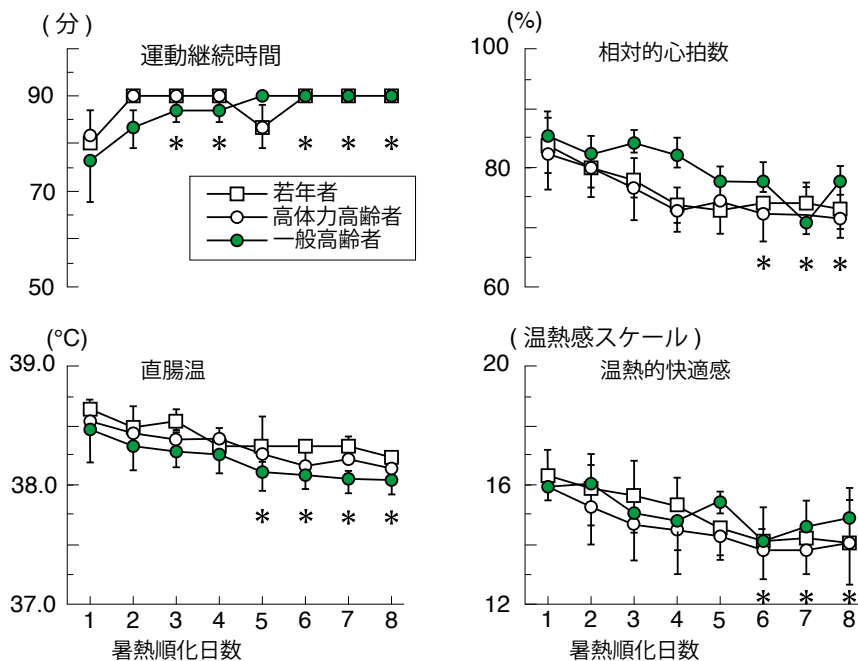 (分)
運動継続時間
90
70
50
＊ ＊ ＊ ＊ ＊
若年者
高体力高齢者
一般高齢者
(%)
相対的心拍数
100
80
60
＊ ＊ ＊
(°C)
直腸温
39.0
38.0
37.0
＊ ＊ ＊ ＊
1 2 3 4 5 6 7 8
暑熱順化日数
(温熱感スケール)
温熱的快適感
20
16
12
＊ ＊ ＊
1 2 3 4 5 6 7 8
暑熱順化日数